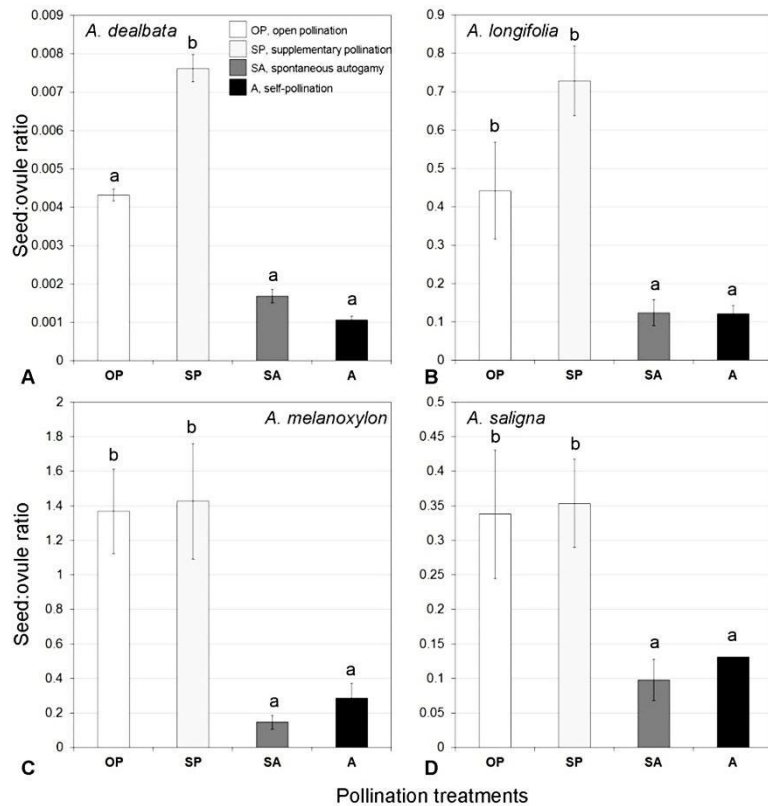 A. dealbata
OP, open pollination
SP, supplementary pollination
SA, spontaneous autogamy
A, self-pollination
Seed:ovule ratio
0.009
0.008
0.007
0.006
0.005
0.004
0.003
0.002
0.001
0
a
b
a
a
A
OP
SP
SA
A
A. longifolia
0.9
0.8
0.7
0.6
0.5
0.4
0.3
0.2
0.1
0
b
b
a
a
B
OP
SP
SA
A
A. melanoxylon
Seed:ovule ratio
2
1.8
1.6
1.4
1.2
1
0.8
0.6
0.4
0.2
0
b
b
a
a
C
OP
SP
SA
A
A. saligna
0.5
0.45
0.4
0.35
0.3
0.25
0.2
0.15
0.1
0.05
0
b
b
a
a
D
OP
SP
SA
A
Pollination treatments